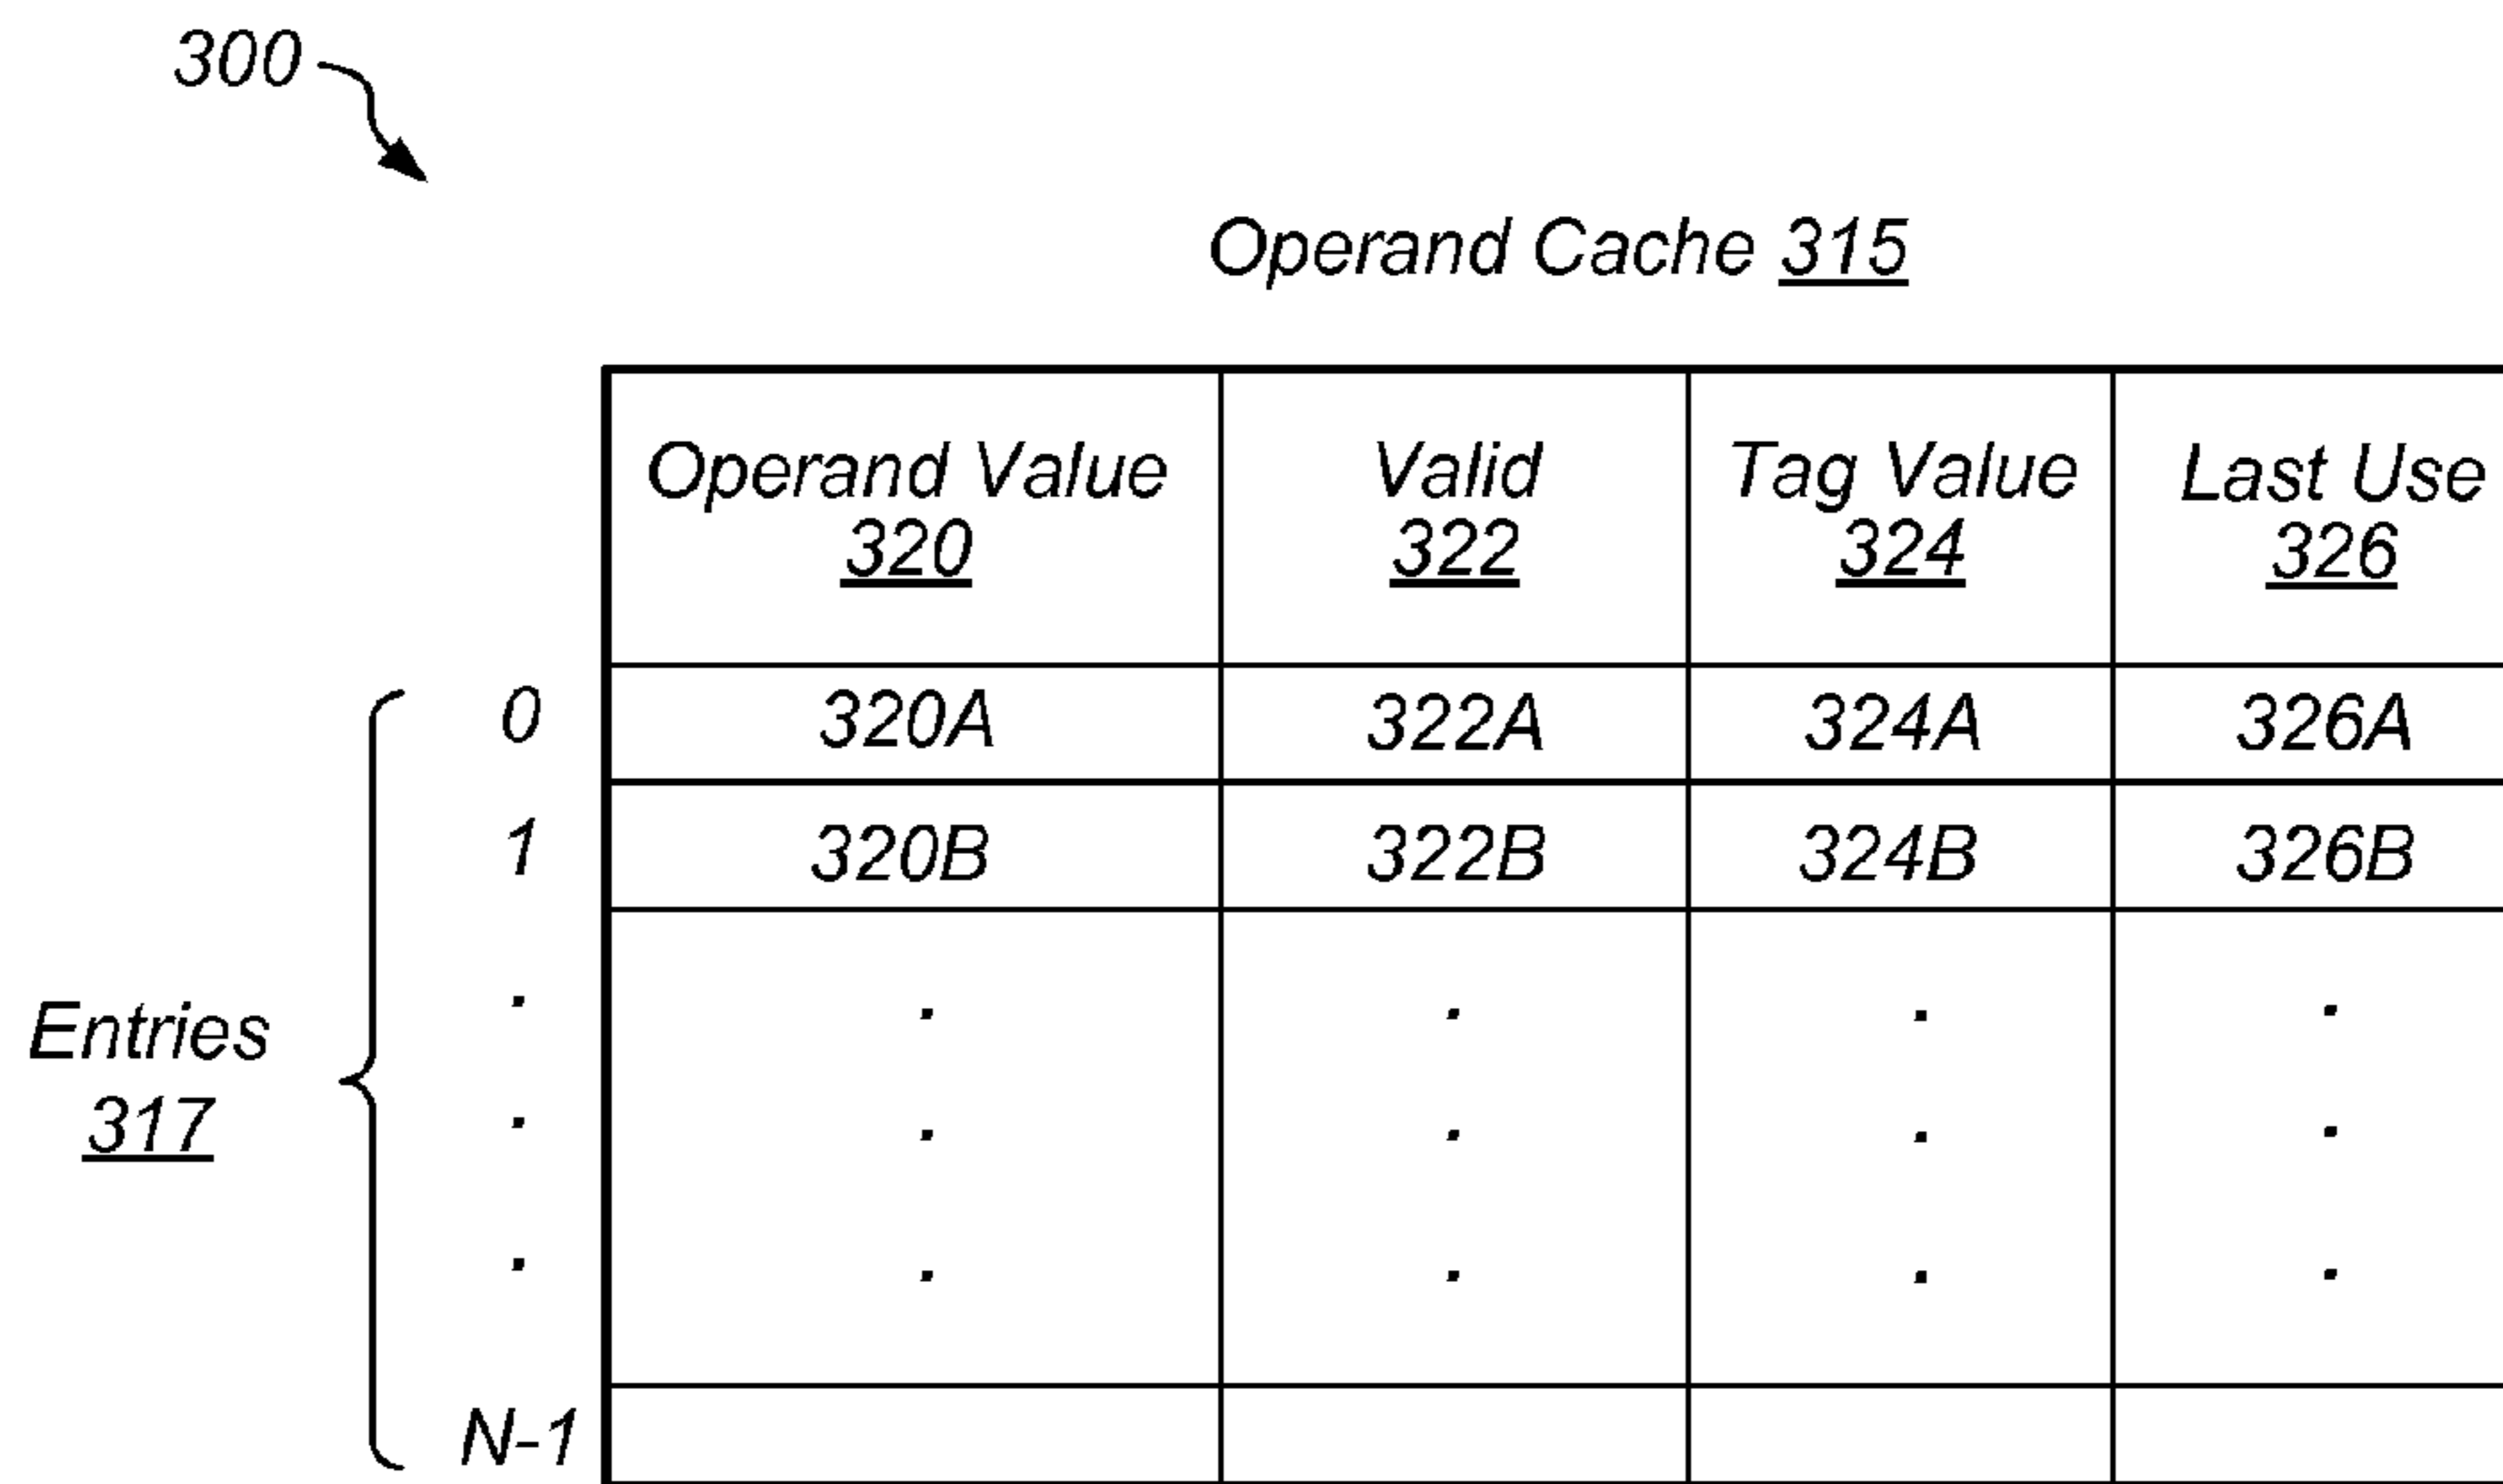 300
Operand Cache 315
Operand Value Valid Tag Value Last Use
320 322 324 326
0 320A 322A 324A 326A
1 320B 322B 324B 326B
Entries
317
. . . . .
. . . . .
. . . . .
N-1